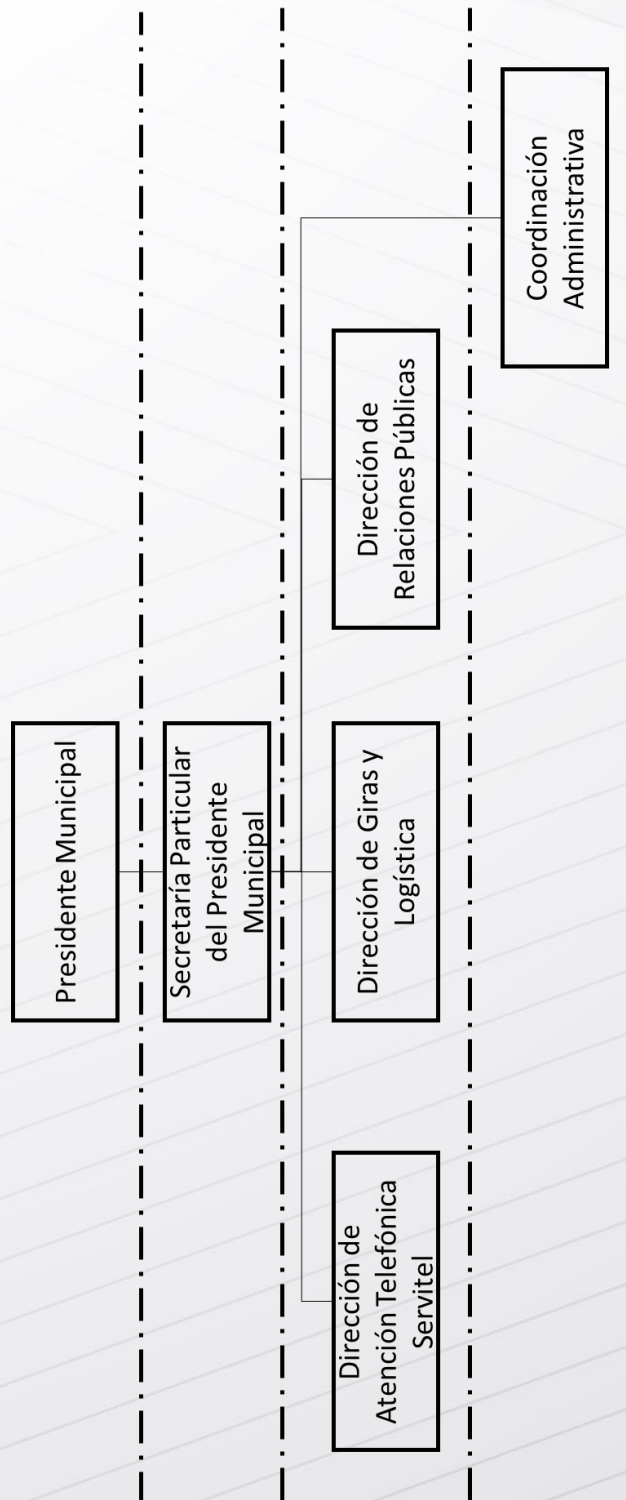 Presidente Municipal
Secretaría Particular
del Presidente
Municipal
Dirección de
Atención Telefónica
Servitel
Dirección de Giras y
Logística
Dirección de
Relaciones Públicas
Coordinación
Administrativa